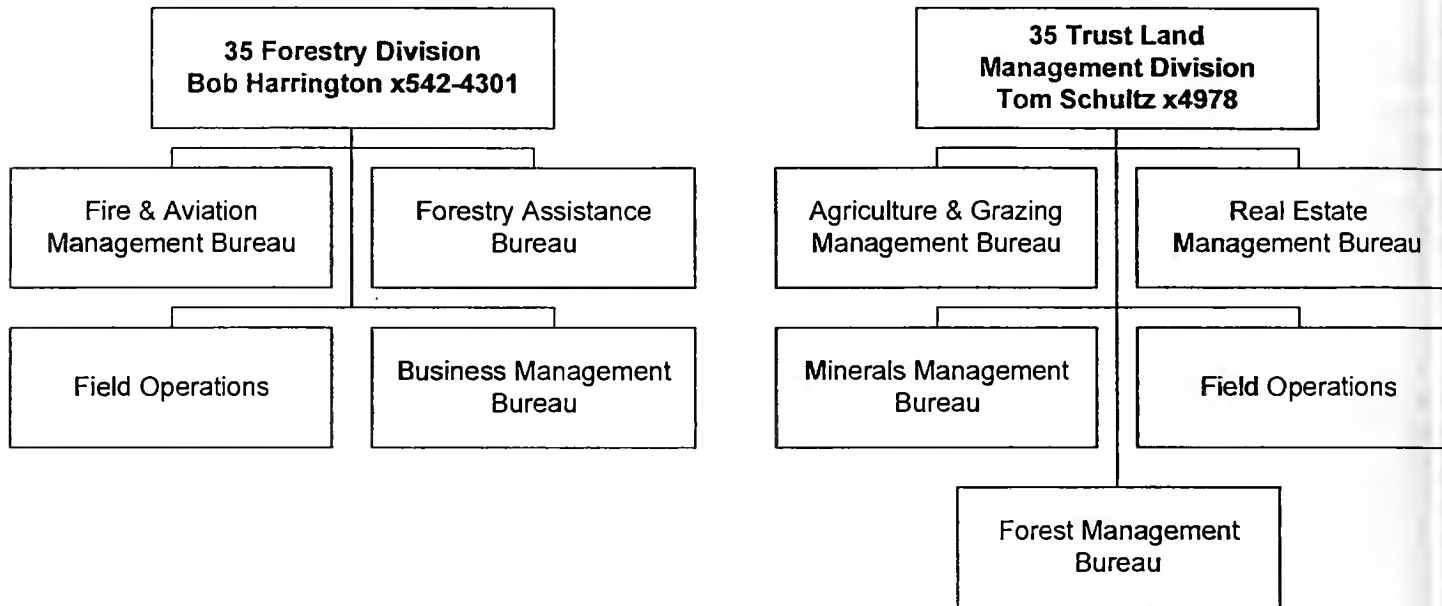 35 Forestry Division
Bob Harrington x542-4301
Fire & Aviation
Management Bureau
Forestry Assistance
Bureau
Field Operations
Business Management
Bureau
35 Trust Land
Management Division
Tom Schultz x4978
Agriculture & Grazing
Management Bureau
Real Estate
Management Bureau
Minerals Management
Bureau
Field Operations
Forest Management
Bureau